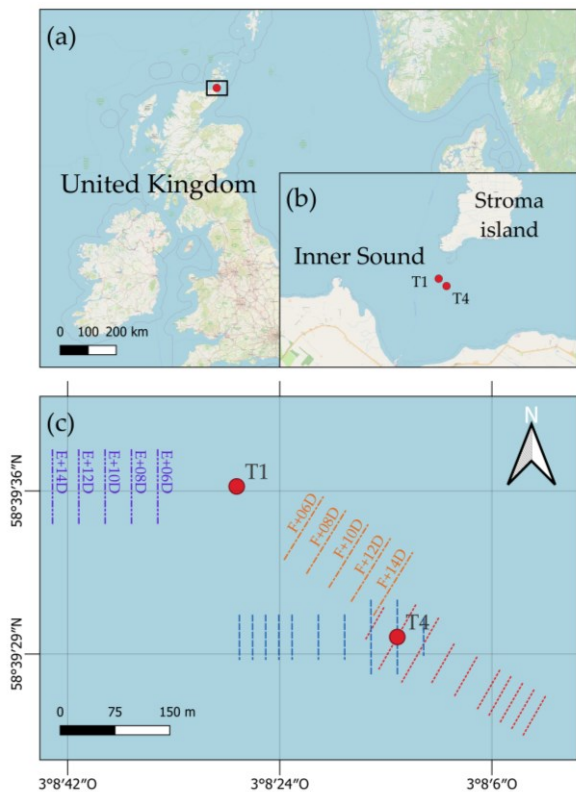 (a)
United Kingdom
0 100 200 km
(b)
Stroma
island
Inner Sound
T1
T4
(c)
N
58°39'36"N
E+14D
E+12D
E+10D
E+08D
E+06D
T1
F+06D
F+08D
F+10D
F+12D
F+14D
58°39'29"N
T4
0 75 150 m
3°8'42"O
3°8'24"O
3°8'6"O